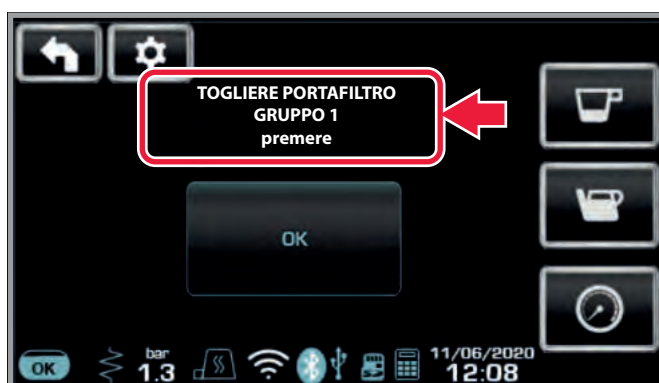 TOGLIERE PORTAFILTRO
GRUPPO 1
premere
OK
OK
bar
1.3
11/06/2020
12:08